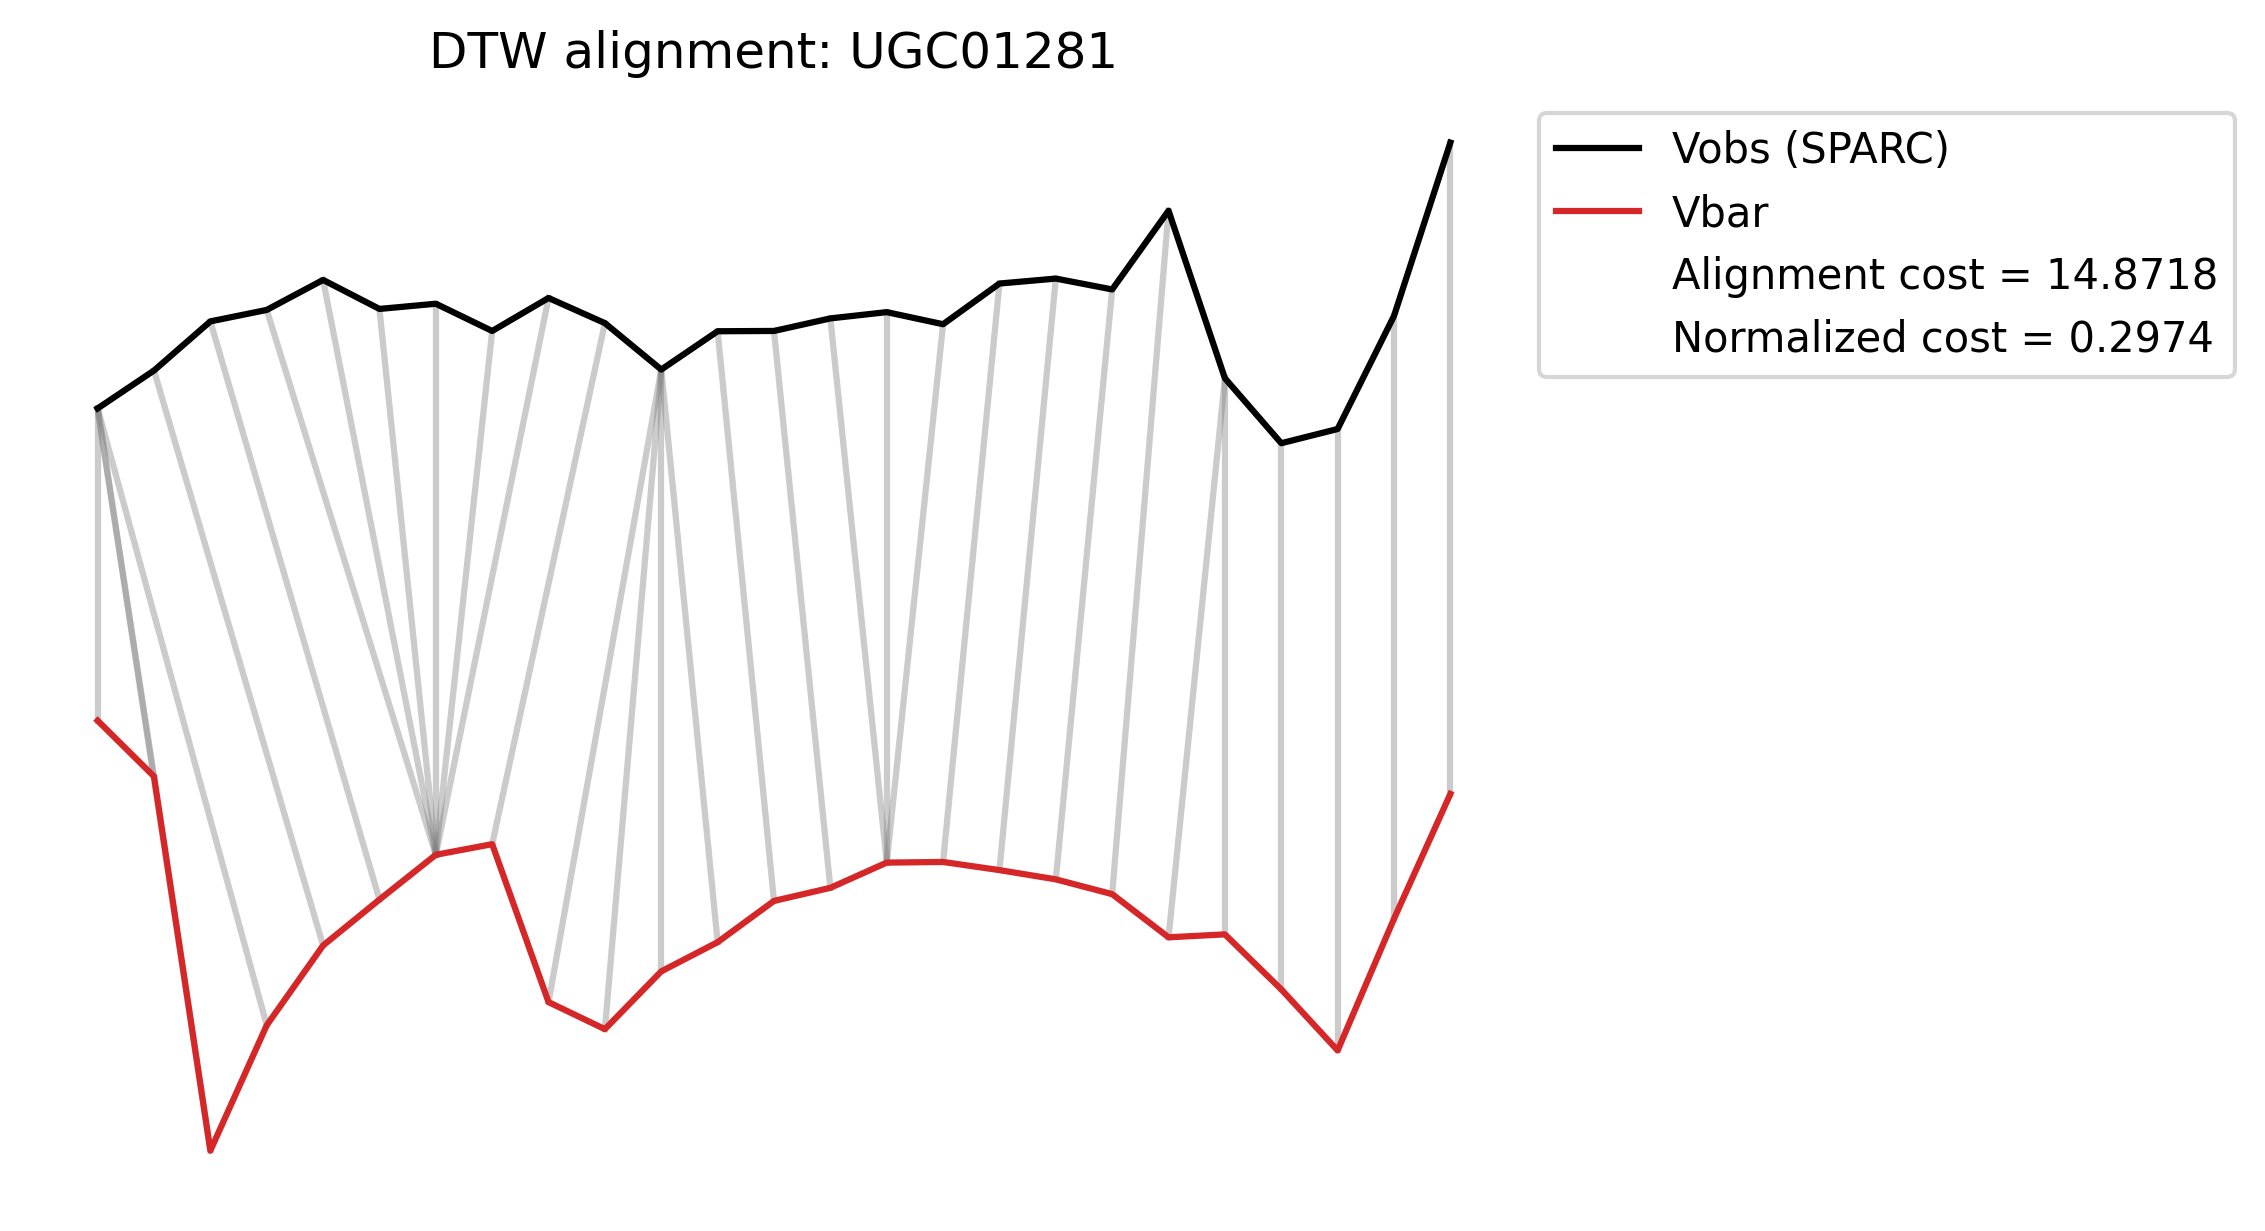 DTW alignment: UGC01281
Vobs (SPARC)
Vbar
Alignment cost = 14.8718
Normalized cost = 0.2974